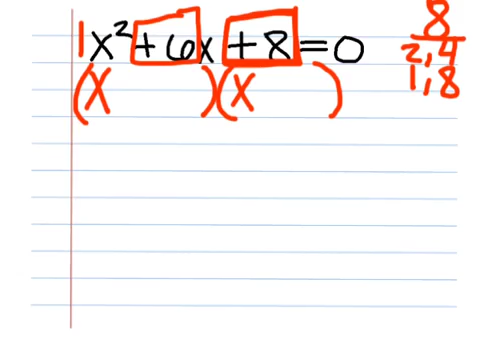 1x² + 6x + 8 = 0
(x )(x )
8
2, 4
1, 8